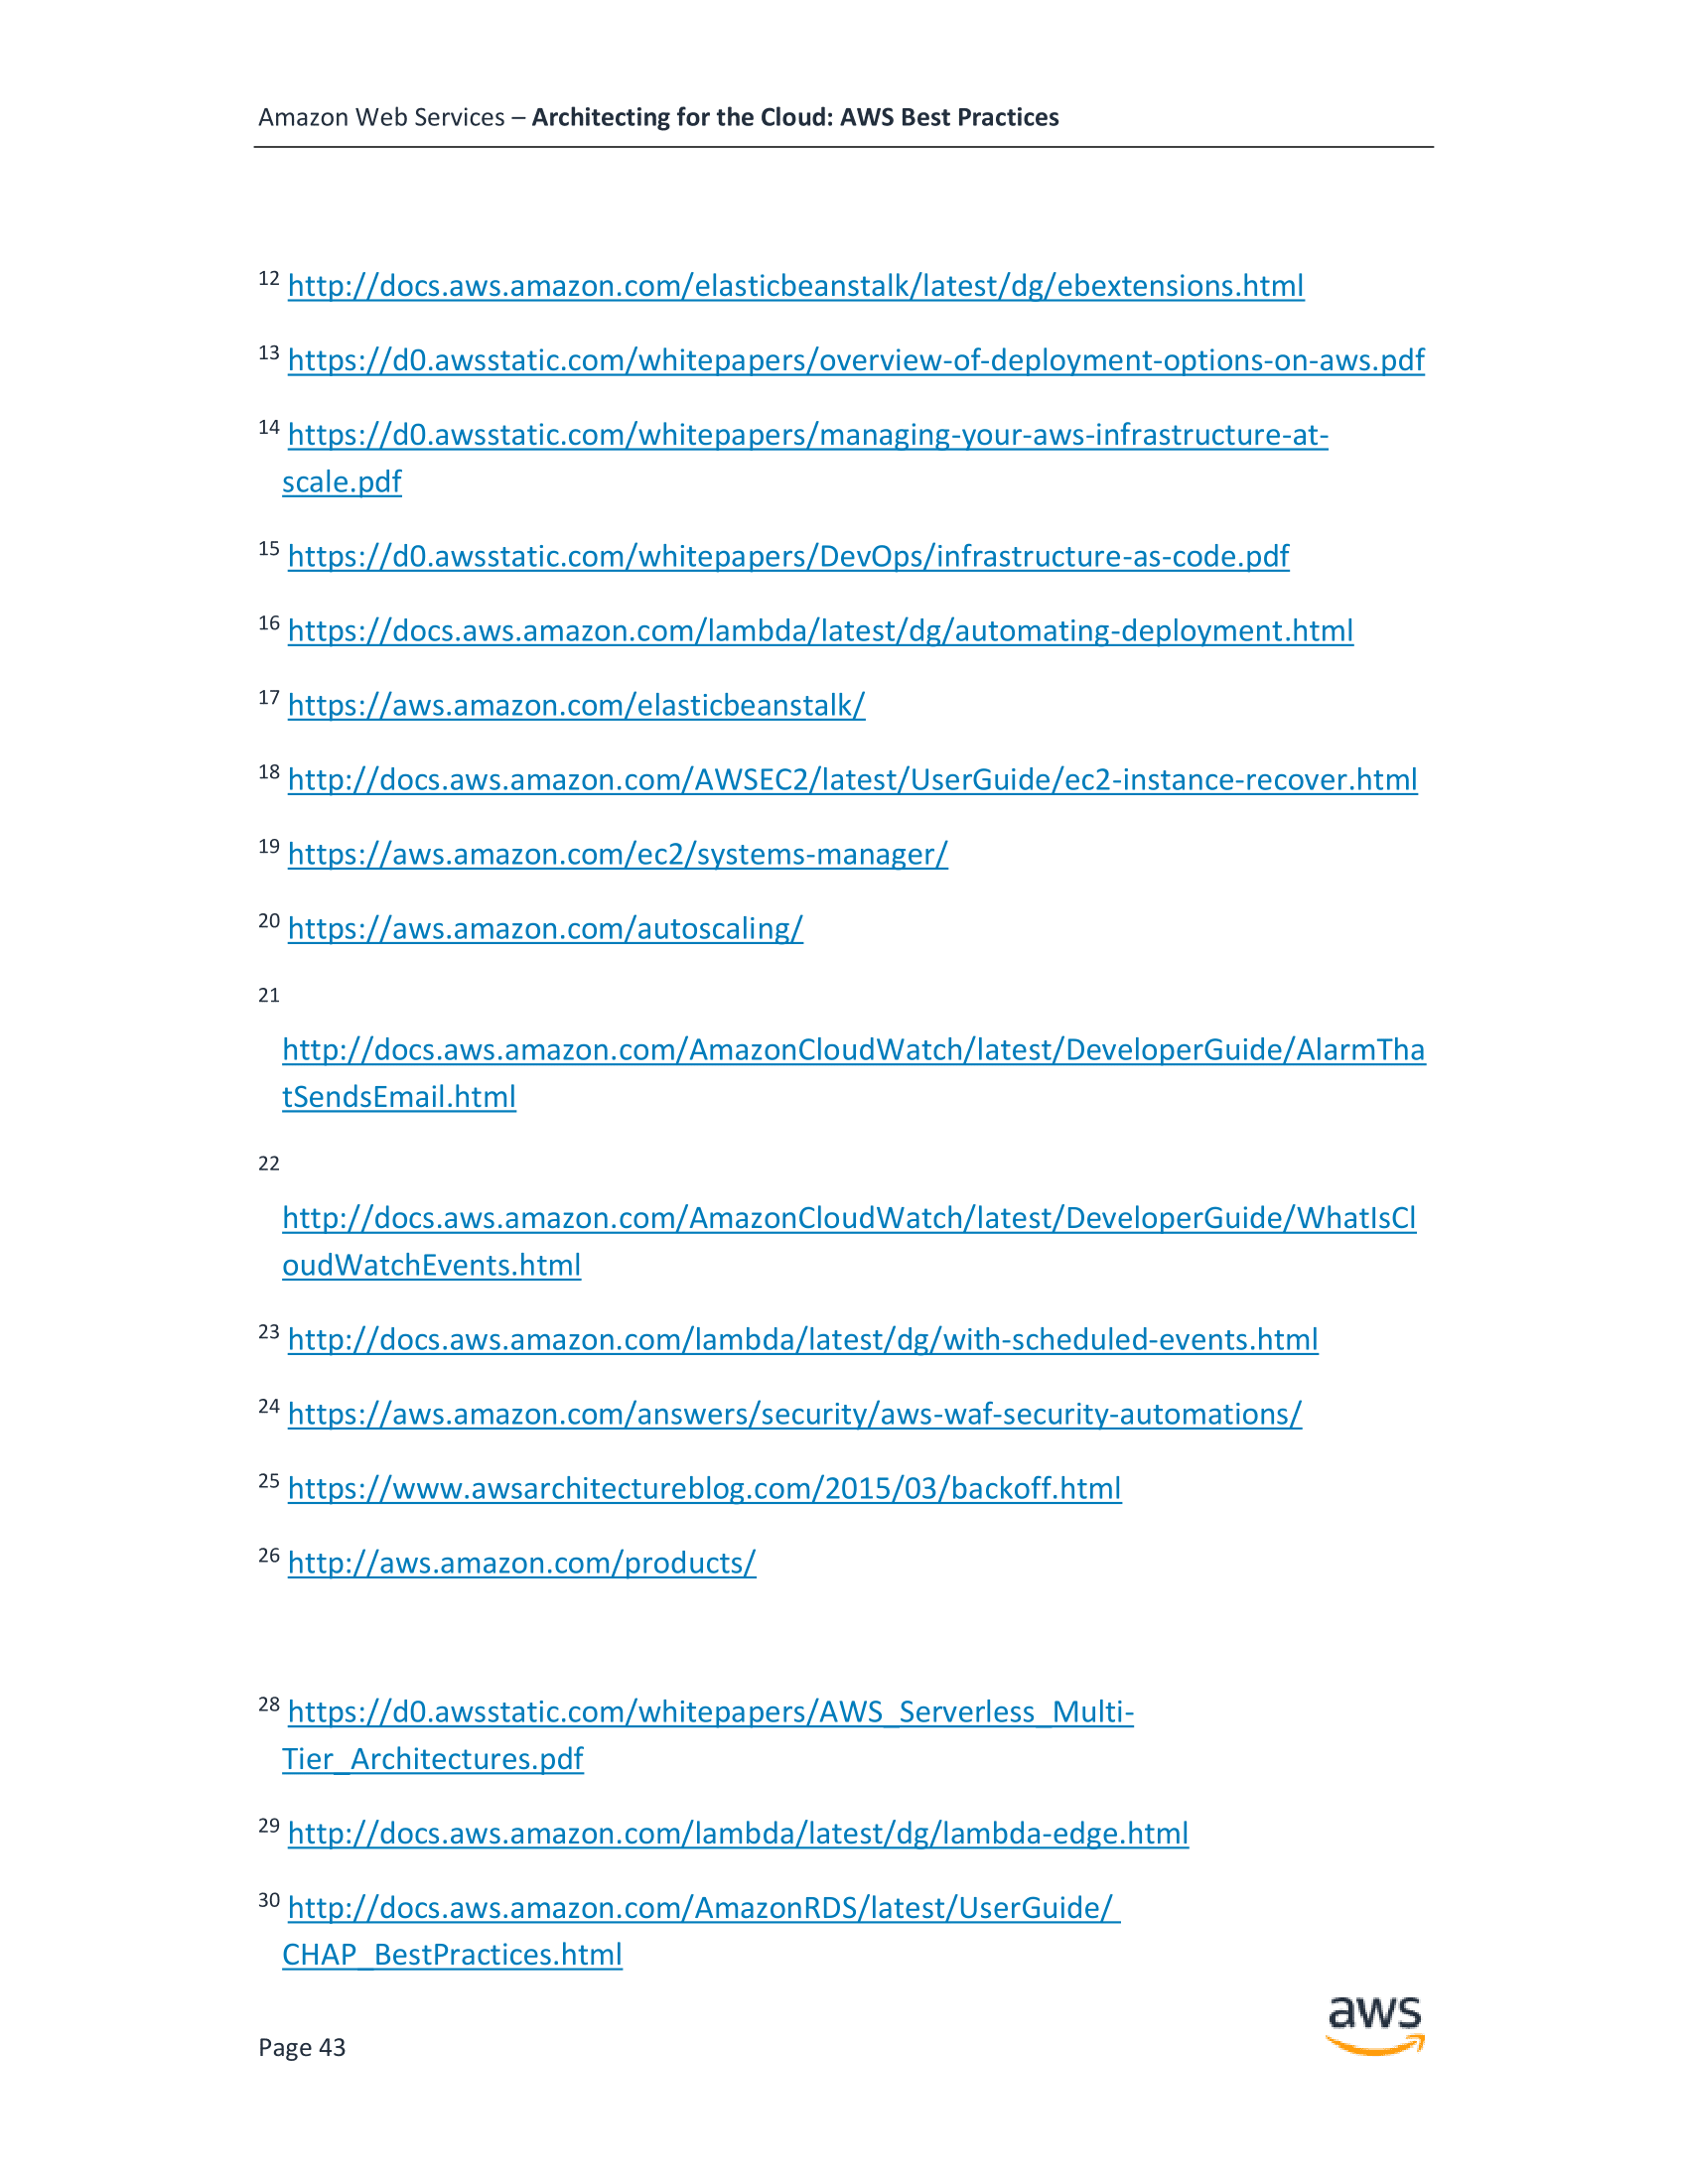 Amazon Web Services – Architecting for the Cloud: AWS Best Practices
12 http://docs.aws.amazon.com/elasticbeanstalk/latest/dg/ebextensions.html
13 https://d0.awsstatic.com/whitepapers/overview-of-deployment-options-on-aws.pdf
14 https://d0.awsstatic.com/whitepapers/managing-your-aws-infrastructure-at-
scale.pdf
15 https://d0.awsstatic.com/whitepapers/DevOps/infrastructure-as-code.pdf
16 https://docs.aws.amazon.com/lambda/latest/dg/automating-deployment.html
17 https://aws.amazon.com/elasticbeanstalk/
18 http://docs.aws.amazon.com/AWSEC2/latest/UserGuide/ec2-instance-recover.html
19 https://aws.amazon.com/ec2/systems-manager/
20 https://aws.amazon.com/autoscaling/
21
http://docs.aws.amazon.com/AmazonCloudWatch/latest/DeveloperGuide/AlarmTha
tSendsEmail.html
22
http://docs.aws.amazon.com/AmazonCloudWatch/latest/DeveloperGuide/WhatIsCl
oudWatchEvents.html
23 http://docs.aws.amazon.com/lambda/latest/dg/with-scheduled-events.html
24 https://aws.amazon.com/answers/security/aws-waf-security-automations/
25 https://www.awsarchitectureblog.com/2015/03/backoff.html
26 http://aws.amazon.com/products/
28 https://d0.awsstatic.com/whitepapers/AWS_Serverless_Multi-
Tier_Architectures.pdf
29 http://docs.aws.amazon.com/lambda/latest/dg/lambda-edge.html
30 http://docs.aws.amazon.com/AmazonRDS/latest/UserGuide/
CHAP_BestPractices.html
aws
Page 43